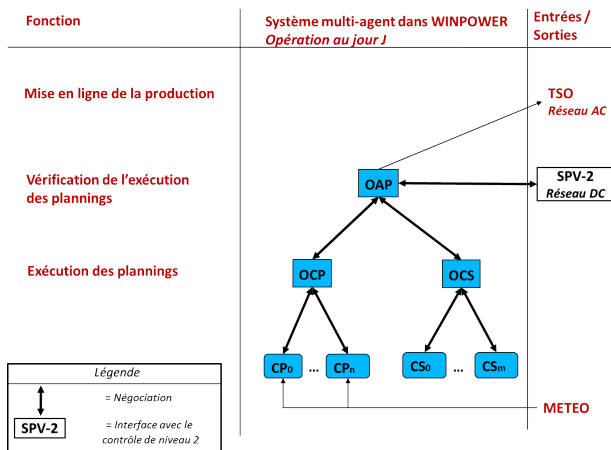 Fonction
Système multi-agent dans WINPOWER
Opération au jour J
Entrées /
Sorties
Mise en ligne de la production
TSO
Réseau AC
Vérification de l'exécution
des plannings
OAP
SPV-2
Réseau DC
Exécution des plannings
OCP
OCS
CP0 ... CPn
CS0 ... CSm
METEO
Légende
= Négociation
SPV-2
= Interface avec le
contrôle de niveau 2